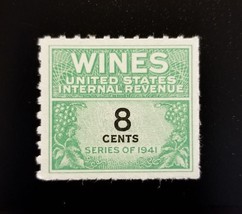 WINES
UNITED STATES
INTERNAL REVENUE
8
CENTS
SERIES OF 1941